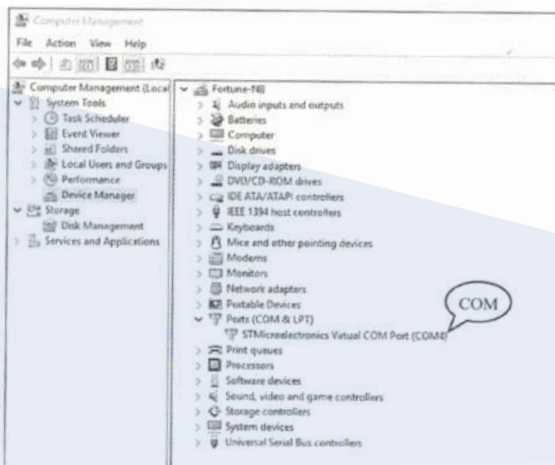 Computer Management
File Action View Help
Computer Management (Local
System Tools
Task Scheduler
Event Viewer
Shared Folders
Local Users and Groups
Performance
Device Manager
Storage
Disk Management
Services and Applications
Fortune-NB
Audio inputs and outputs
Batteries
Computer
Disk drives
Display adapters
DVD/CD-ROM drives
IDE ATA/ATAPI controllers
IEEE 1394 host controllers
Keyboards
Mice and other pointing devices
Modems
Monitors
Network adapters
Portable Devices
Ports (COM & LPT)
STMicroelectronics Virtual COM Port (COM4)
COM
Print queues
Processors
Software devices
Sound, video and game controllers
Storage controllers
System devices
Universal Serial Bus controllers